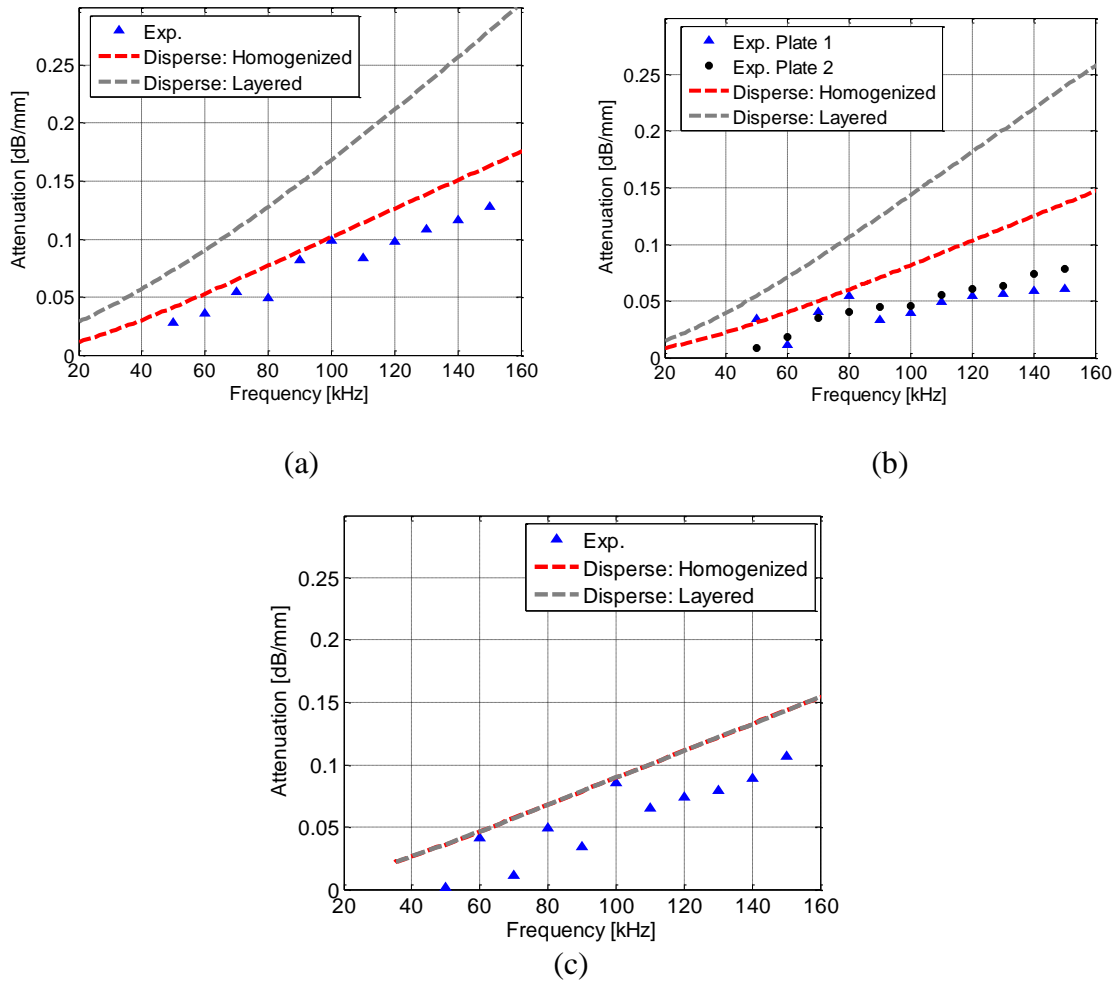 Exp.
Disperse: Homogenized
Disperse: Layered
0.25
0.2
0.15
0.1
0.05
0
Attenuation [dB/mm]
20 40 60 80 100 120 140 160
Frequency [kHz]
(a)
Exp. Plate 1
Exp. Plate 2
Disperse: Homogenized
Disperse: Layered
0.25
0.2
0.15
0.1
0.05
0
Attenuation [dB/mm]
20 40 60 80 100 120 140 160
Frequency [kHz]
(b)
Exp.
Disperse: Homogenized
Disperse: Layered
0.25
0.2
0.15
0.1
0.05
0
Attenuation [dB/mm]
20 40 60 80 100 120 140 160
Frequency [kHz]
(c)